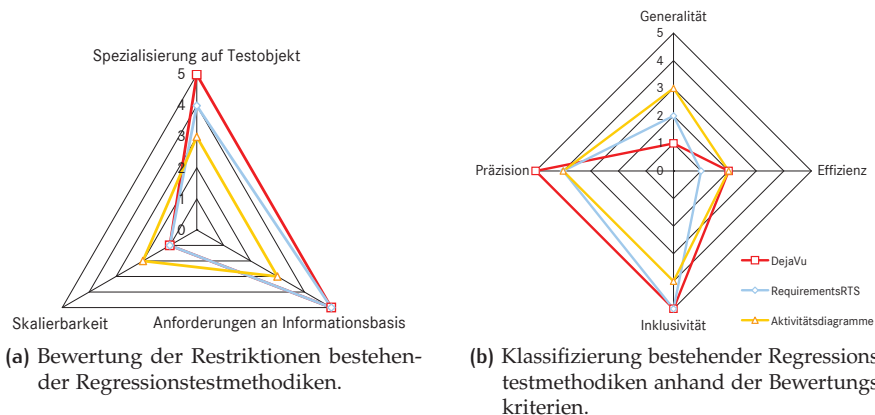 Spezialisierung auf Testobjekt
5
4
3
2
1
0
Skalierbarkeit
Anforderungen an Informationsbasis
(a) Bewertung der Restriktionen bestehen-
der Regressionstestmethodiken.
Generalität
5
4
3
2
1
0
Präzision
Effizienz
Inklusivität
DejaVu
RequirementsRTS
Aktivitätsdiagramme
(b) Klassifizierung bestehender Regressions
testmethodiken anhand der Bewertungs
kriterien.